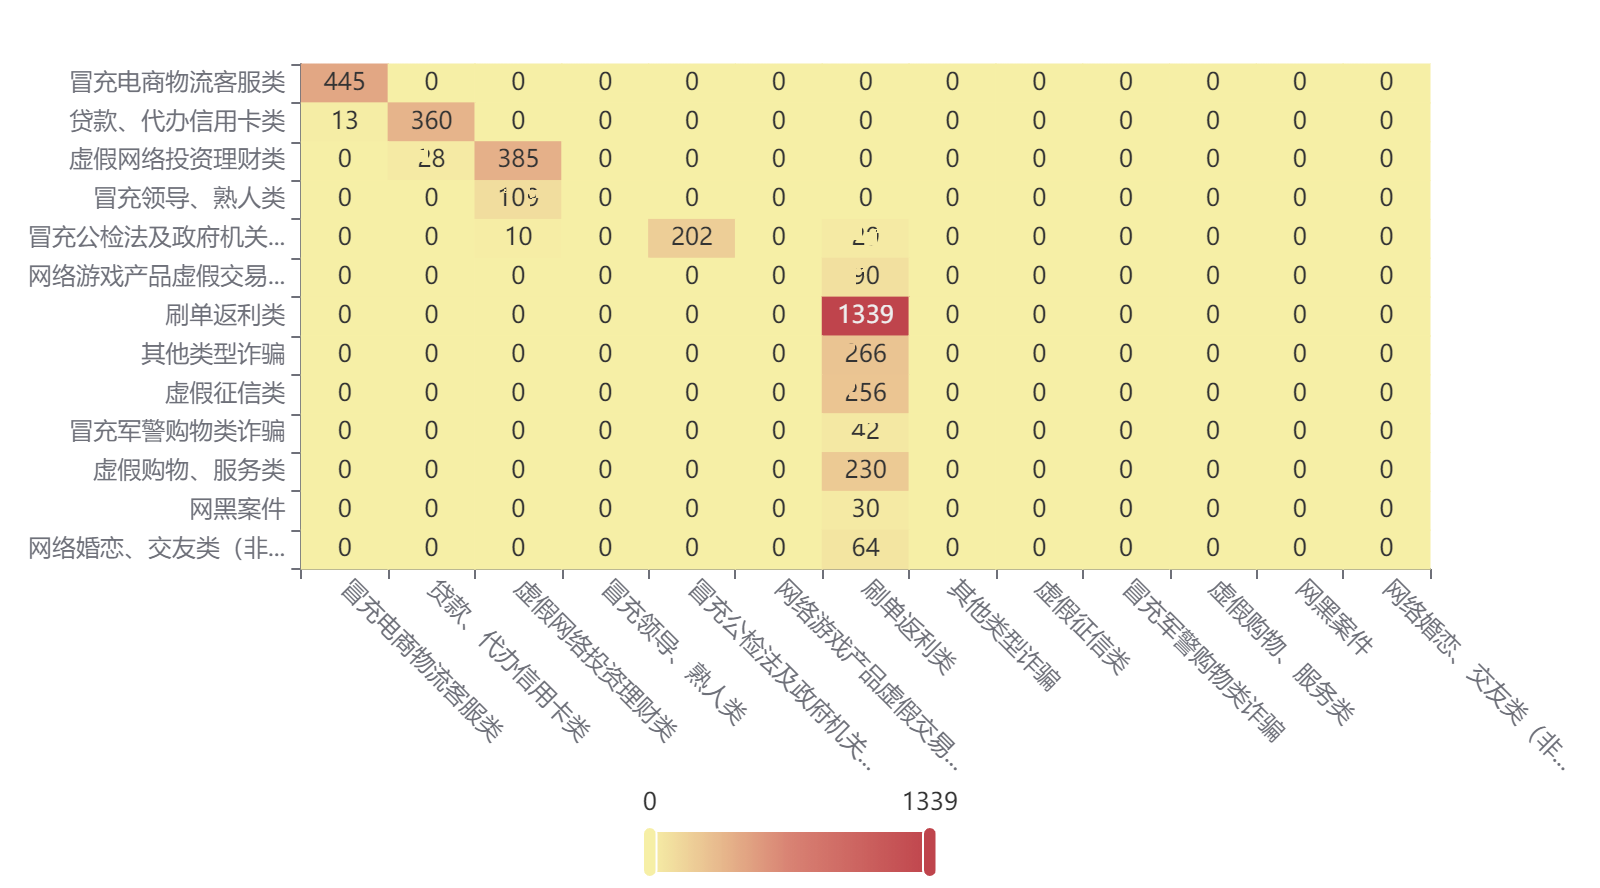 冒充电商物流客服类 445 0 0 0 0 0 0 0 0 0 0 0 0
贷款、代办信用卡类 13 360 0 0 0 0 0 0 0 0 0 0 0
虚假网络投资理财类 0 28 385 0 0 0 0 0 0 0 0 0 0
冒充领导、熟人类 0 0 109 0 0 0 0 0 0 0 0 0 0
冒充公检法及政府机关... 0 0 10 0 202 0 0 0 0 0 0 0
网络游戏产品虚假交易... 0 0 0 0 0 0 90 0 0 0 0 0 0
刷单返利类 0 0 0 0 0 0 1339 0 0 0 0 0 0
其他类型诈骗 0 0 0 0 0 0 266 0 0 0 0 0 0
虚假征信类 0 0 0 0 0 0 256 0 0 0 0 0 0
冒充军警购物类诈骗 0 0 0 0 0 0 42 0 0 0 0 0 0
虚假购物、服务类 0 0 0 0 0 0 230 0 0 0 0 0 0
网黑案件 0 0 0 0 0 0 30 0 0 0 0 0 0
网络婚恋、交友类（非... 0 0 0 0 0 0 64 0 0 0 0 0 0
冒充电商物流客服类
贷款、代办信用卡类
虚假网络投资理财类
冒充领导、熟人类
冒充公检法及政府机关...
网络游戏产品虚假交易...
刷单返利类
其他类型诈骗
虚假征信类
冒充军警购物类诈骗
虚假购物、服务类
网黑案件
网络婚恋、交友类（非...
0 1339